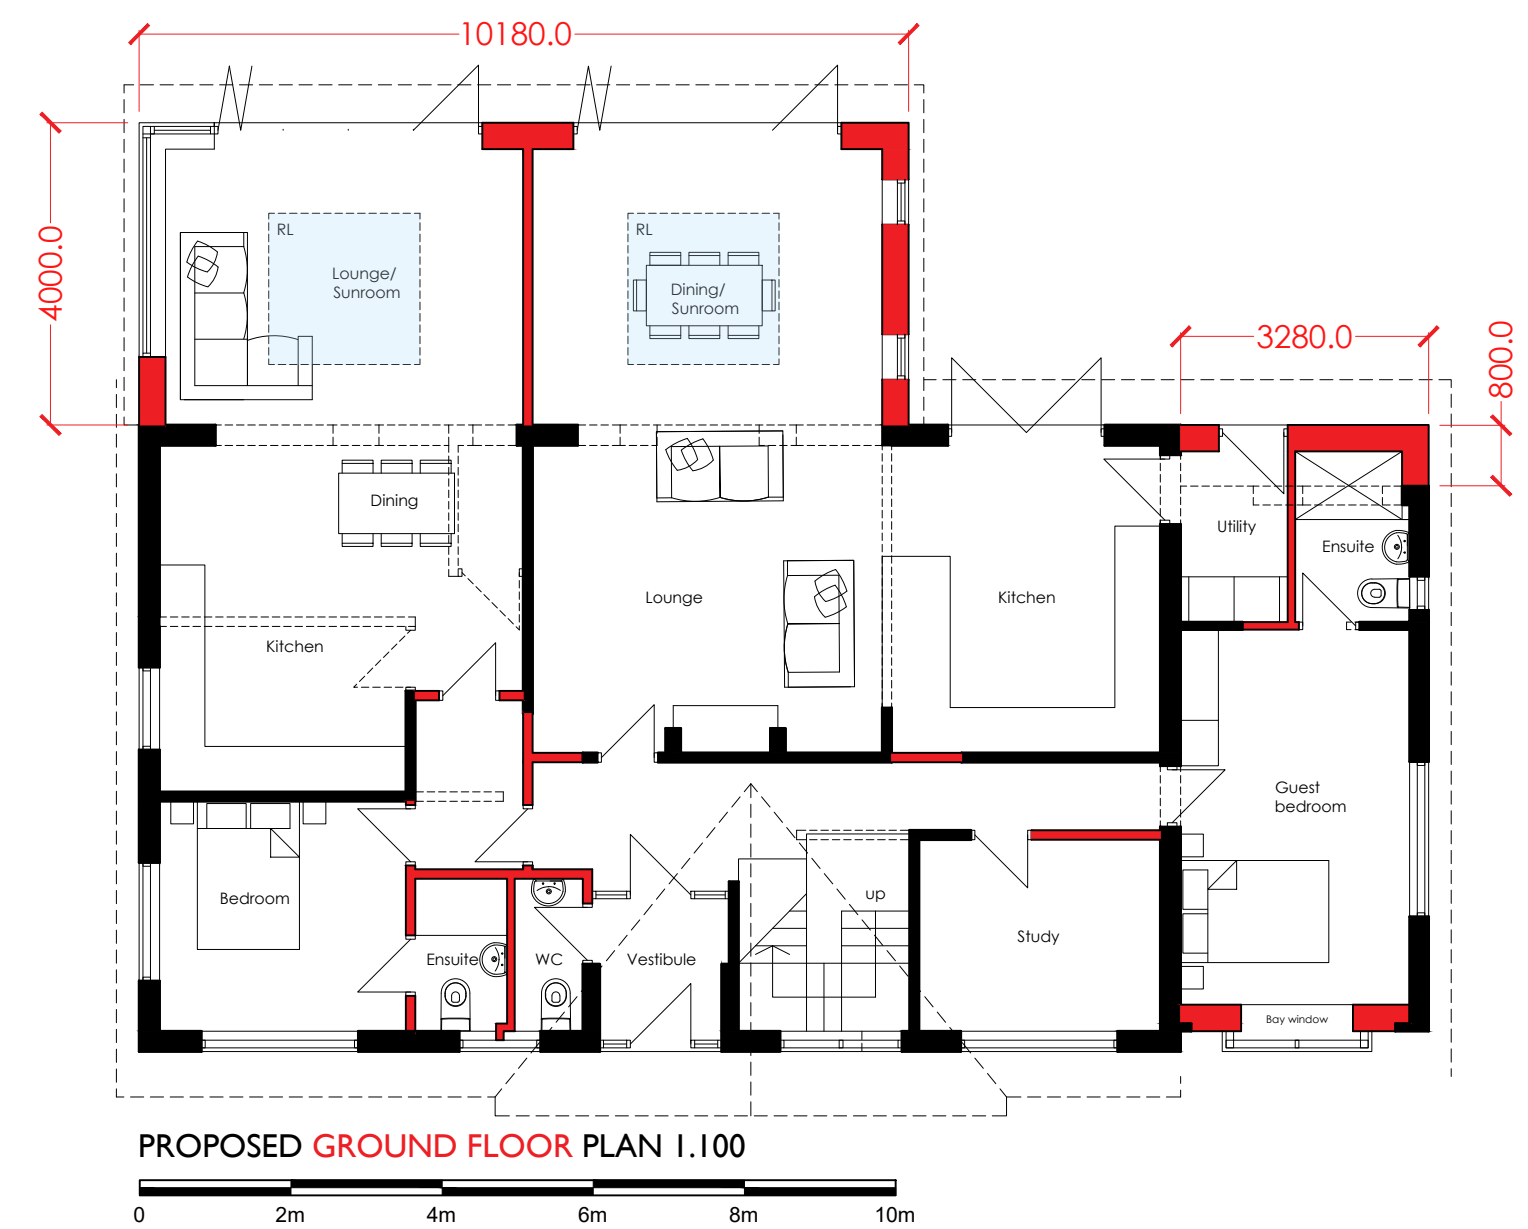 10180.0
4000.0
RL
Lounge/
Sunroom
RL
Dining/
Sunroom
3280.0
800.0
Dining
Utility
Ensuite
Lounge
Kitchen
Kitchen
Guest
bedroom
Bedroom
up
Study
Ensuite
WC
Vestibule
Bay window
PROPOSED GROUND FLOOR PLAN 1.100
0 2m 4m 6m 8m 10m